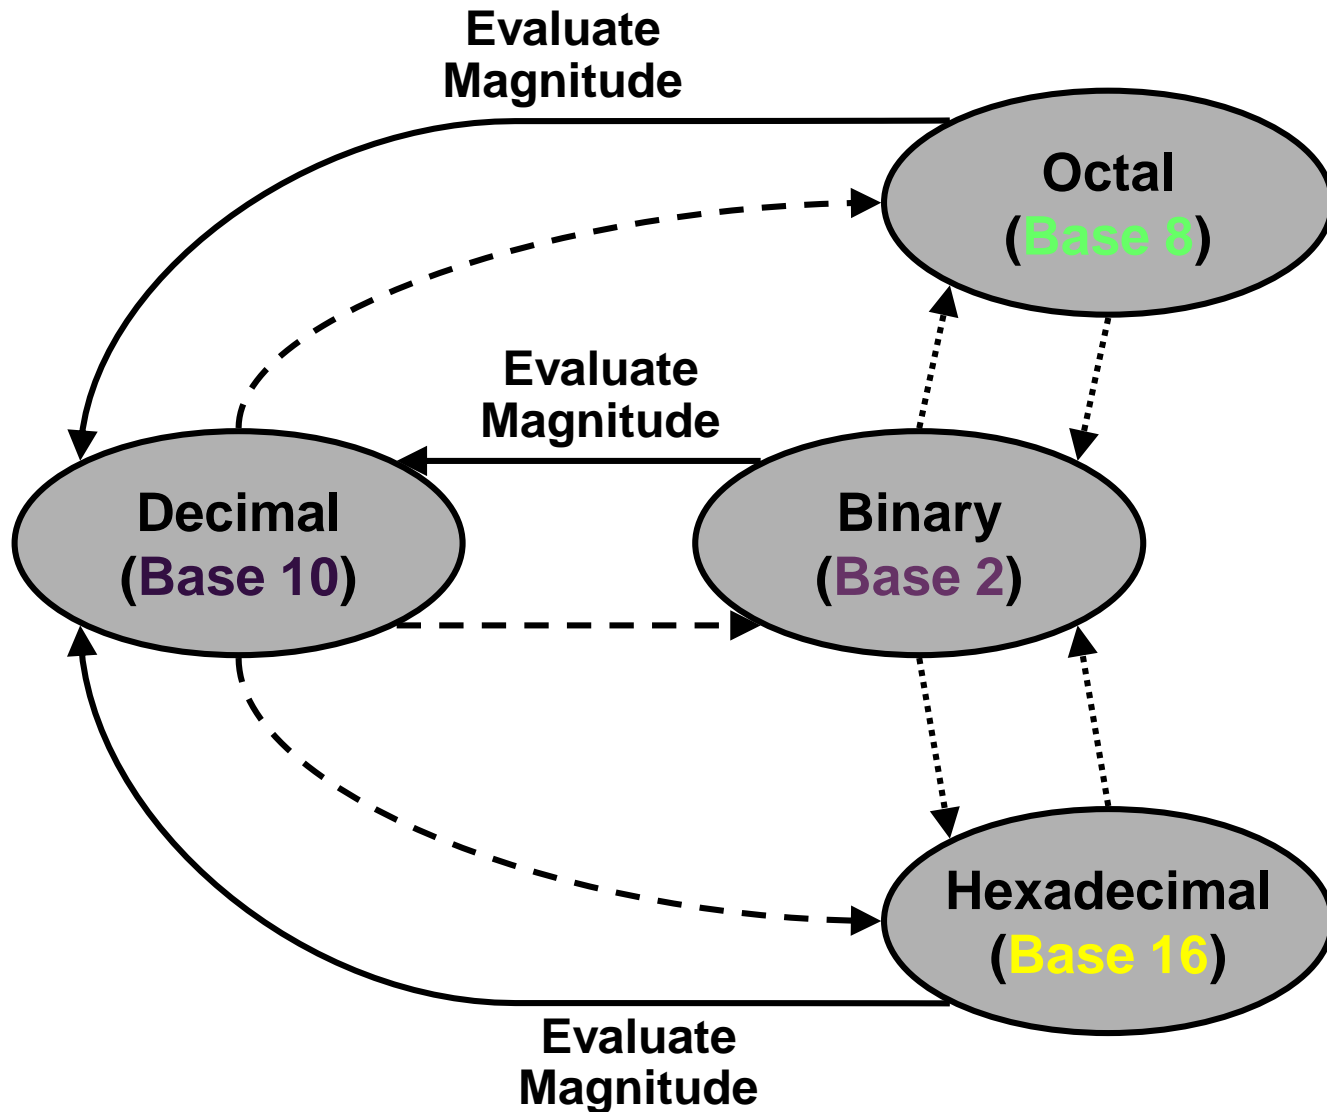 Evaluate
Magnitude
Octal
(Base 8)
Evaluate
Magnitude
Decimal
(Base 10)
Binary
(Base 2)
Hexadecimal
(Base 16)
Evaluate
Magnitude